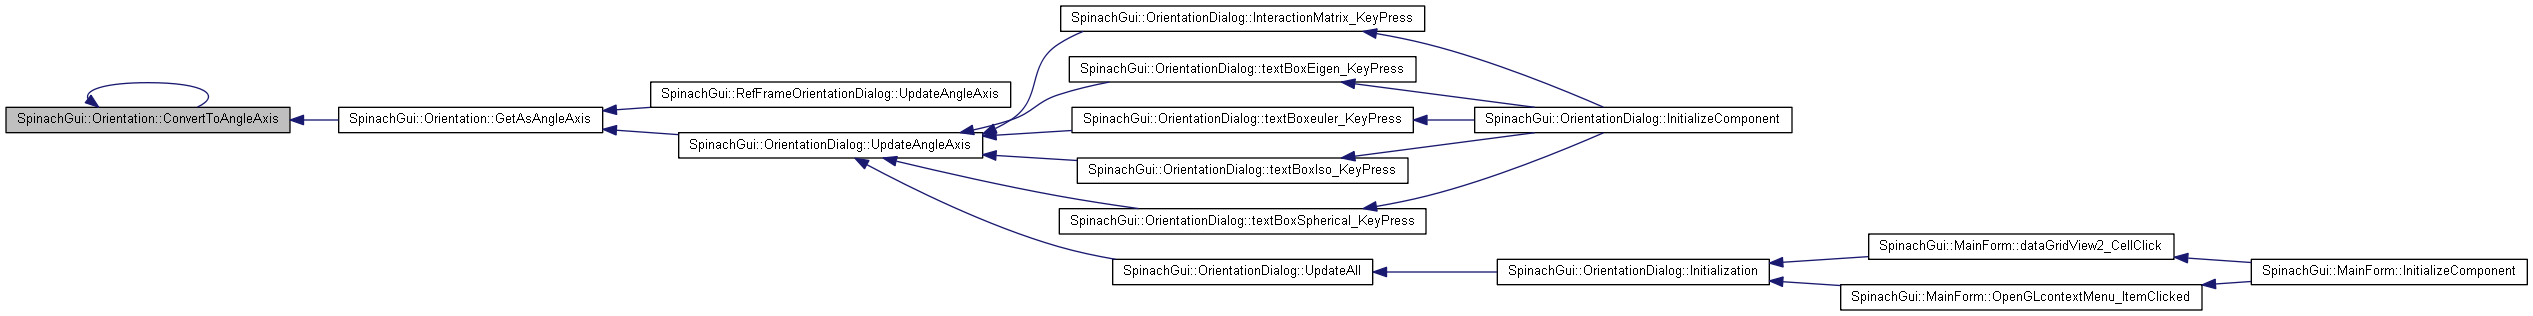 SpinachGui::OrientationDialog::InteractionMatrix_KeyPress
SpinachGui::OrientationDialog::textBoxEigen_KeyPress
SpinachGui::RefFrameOrientationDialog::UpdateAngleAxis
SpinachGui::Orientation::ConvertToAngleAxis
SpinachGui::Orientation::GetAsAngleAxis
SpinachGui::OrientationDialog::textBoxeuler_KeyPress
SpinachGui::OrientationDialog::InitializeComponent
SpinachGui::OrientationDialog::UpdateAngleAxis
SpinachGui::OrientationDialog::textBoxIso_KeyPress
SpinachGui::OrientationDialog::textBoxSpherical_KeyPress
SpinachGui::MainForm::dataGridView2_CellClick
SpinachGui::OrientationDialog::UpdateAll
SpinachGui::OrientationDialog::Initialization
SpinachGui::MainForm::InitializeComponent
SpinachGui::MainForm::OpenGLcontextMenu_ItemClicked